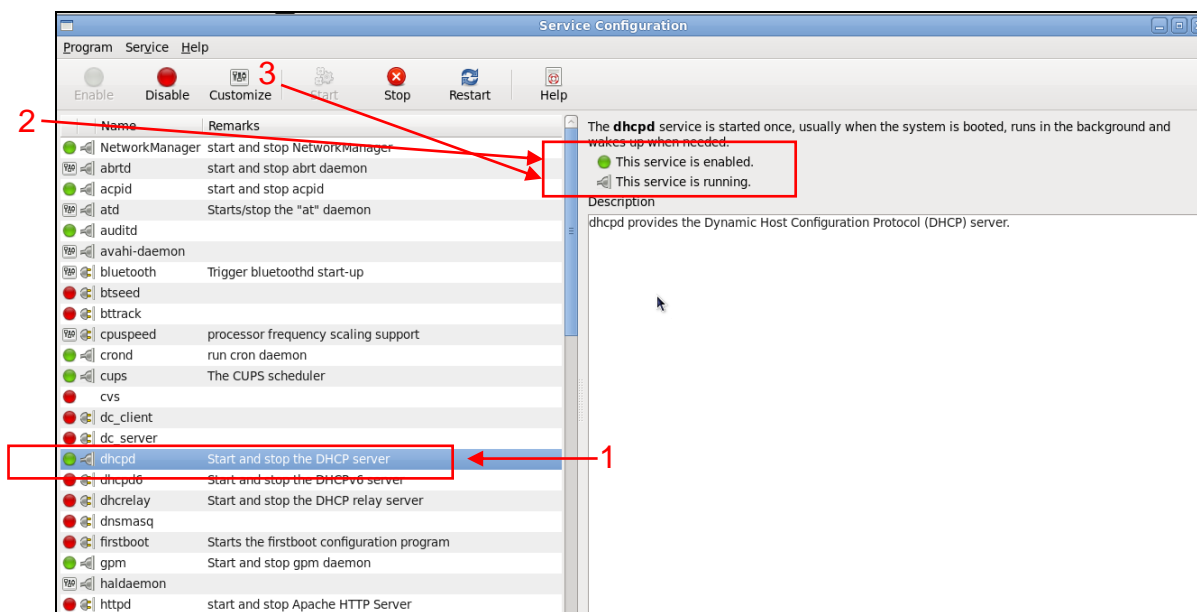 Service Configuration
Program Service Help
Enable Disable Customize Start Stop Restart Help
3
2
Name Remarks
NetworkManager start and stop NetworkManager
abrtd start and stop abrt daemon
acpid start and stop acpid
atd Starts/stop the "at" daemon
auditd
avahi-daemon
bluetooth Trigger bluetoothd start-up
btseed
bttrack
cpuspeed processor frequency scaling support
crond run cron daemon
cups The CUPS scheduler
cvs
dc_client
dc_server
dhcpd Start and stop the DHCP server
1
dhcpd6 Start and stop the DHCPv6 server
dhcrelay Start and stop the DHCP relay server
dnsmasq
firstboot Starts the firstboot configuration program
gpm Start and stop gpm daemon
haldaemon
httpd start and stop Apache HTTP Server
The dhcpd service is started once, usually when the system is booted, runs in the background and
wakes up when needed.
This service is enabled.
This service is running.
Description
dhcpd provides the Dynamic Host Configuration Protocol (DHCP) server.